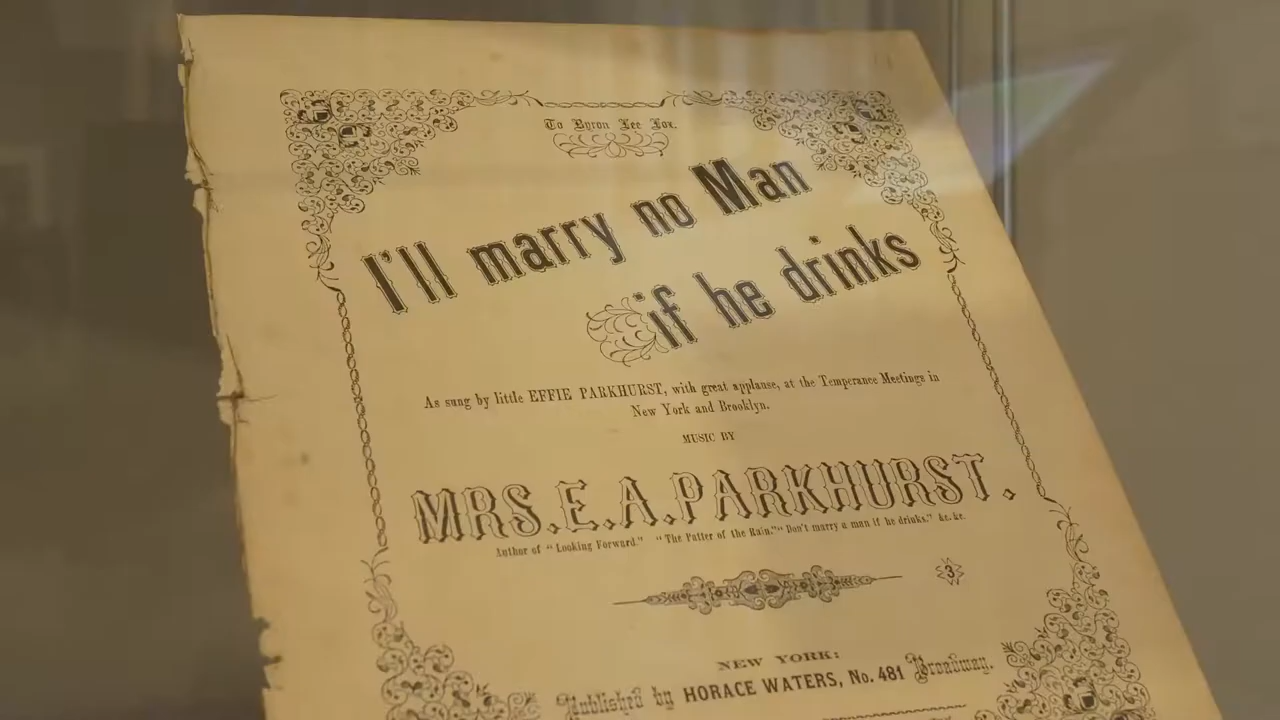 To Byron Lee Fox.
I'll marry no Man
if he drinks
As sung by little EFFIE PARKHURST, with great applause, at the Temperance Meetings in
New York and Brooklyn.
MUSIC BY
MRS. E. A. PARKHURST.
Author of "Looking Forward." "The Patter of the Rain." "Don't marry a man if he drinks." &c. &c.
3
NEW YORK:
Published by HORACE WATERS, No. 481 Broadway.